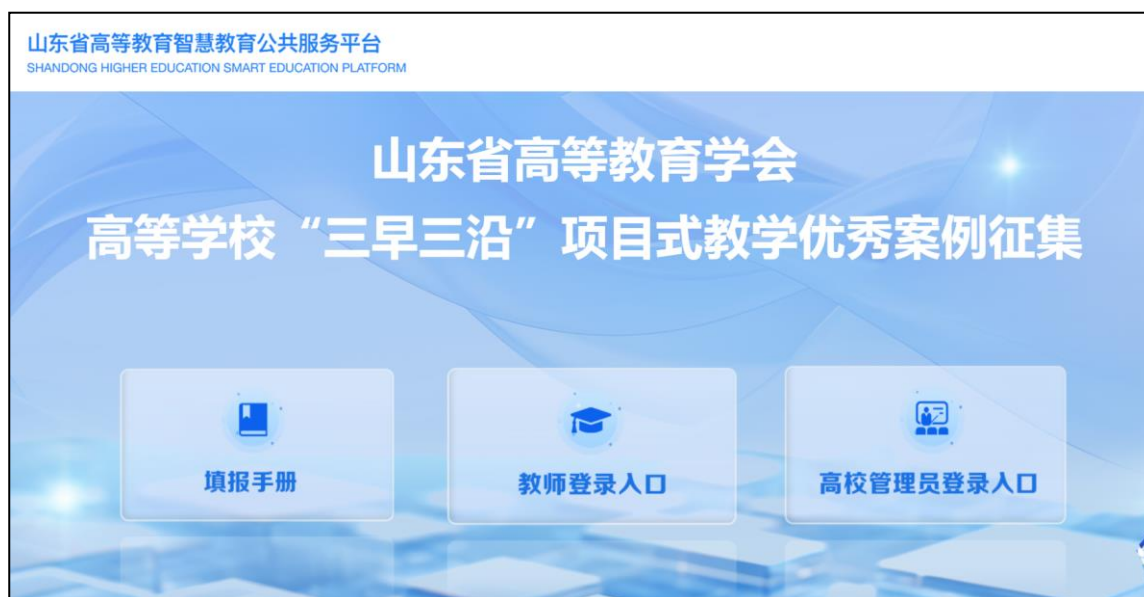 山东省高等教育智慧教育公共服务平台
SHANDONG HIGHER EDUCATION SMART EDUCATION PLATFORM
山东省高等教育学会
高等学校“三早三沿”项目式教学优秀案例征集
填报手册
教师登录入口
高校管理员登录入口